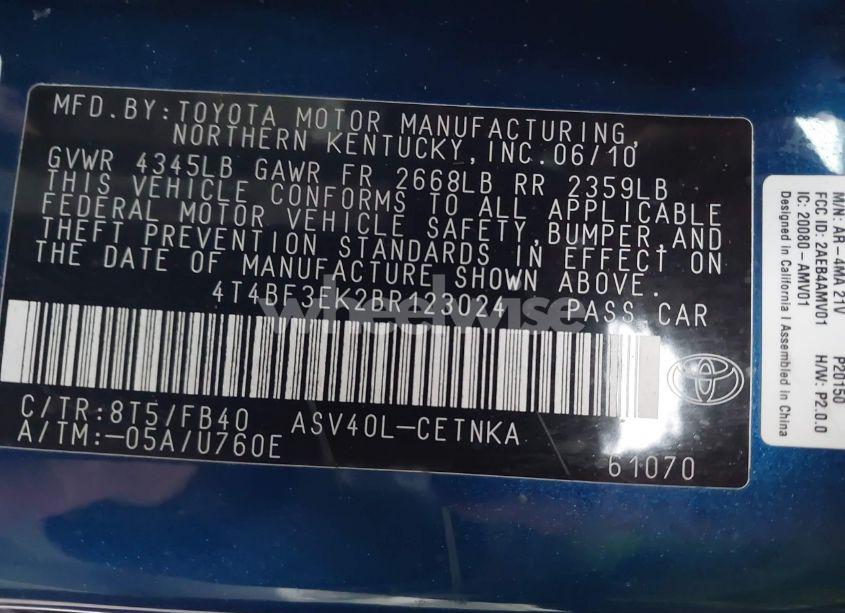 MFD.BY:TOYOTA MOTOR MANUFACTURING,
NORTHERN KENTUCKY,INC.06/10
GVWR 4345LB GAWR FR 2668LB RR 2359LB
THIS VEHICLE CONFORMS TO ALL APPLICABLE
FEDERAL MOTOR VEHICLE SAFETY,BUMPER,AND
THEFT PREVENTION STANDARDS IN EFFECT ON
THE DATE OF MANUFACTURE SHOWN ABOVE.
4T4BF3EK2BR123024 PASS CAR
wheelwise
C/TR:8T5/FB40 ASV40L-CETNKA
A/TM:-05A/U760E
61070
M/N: AR-4MA 21V P20150
FCC ID: 2AEB4AMV01 H/W: P2.0.0
IC: 20080-AMV01
Designed in California | Assembled in China